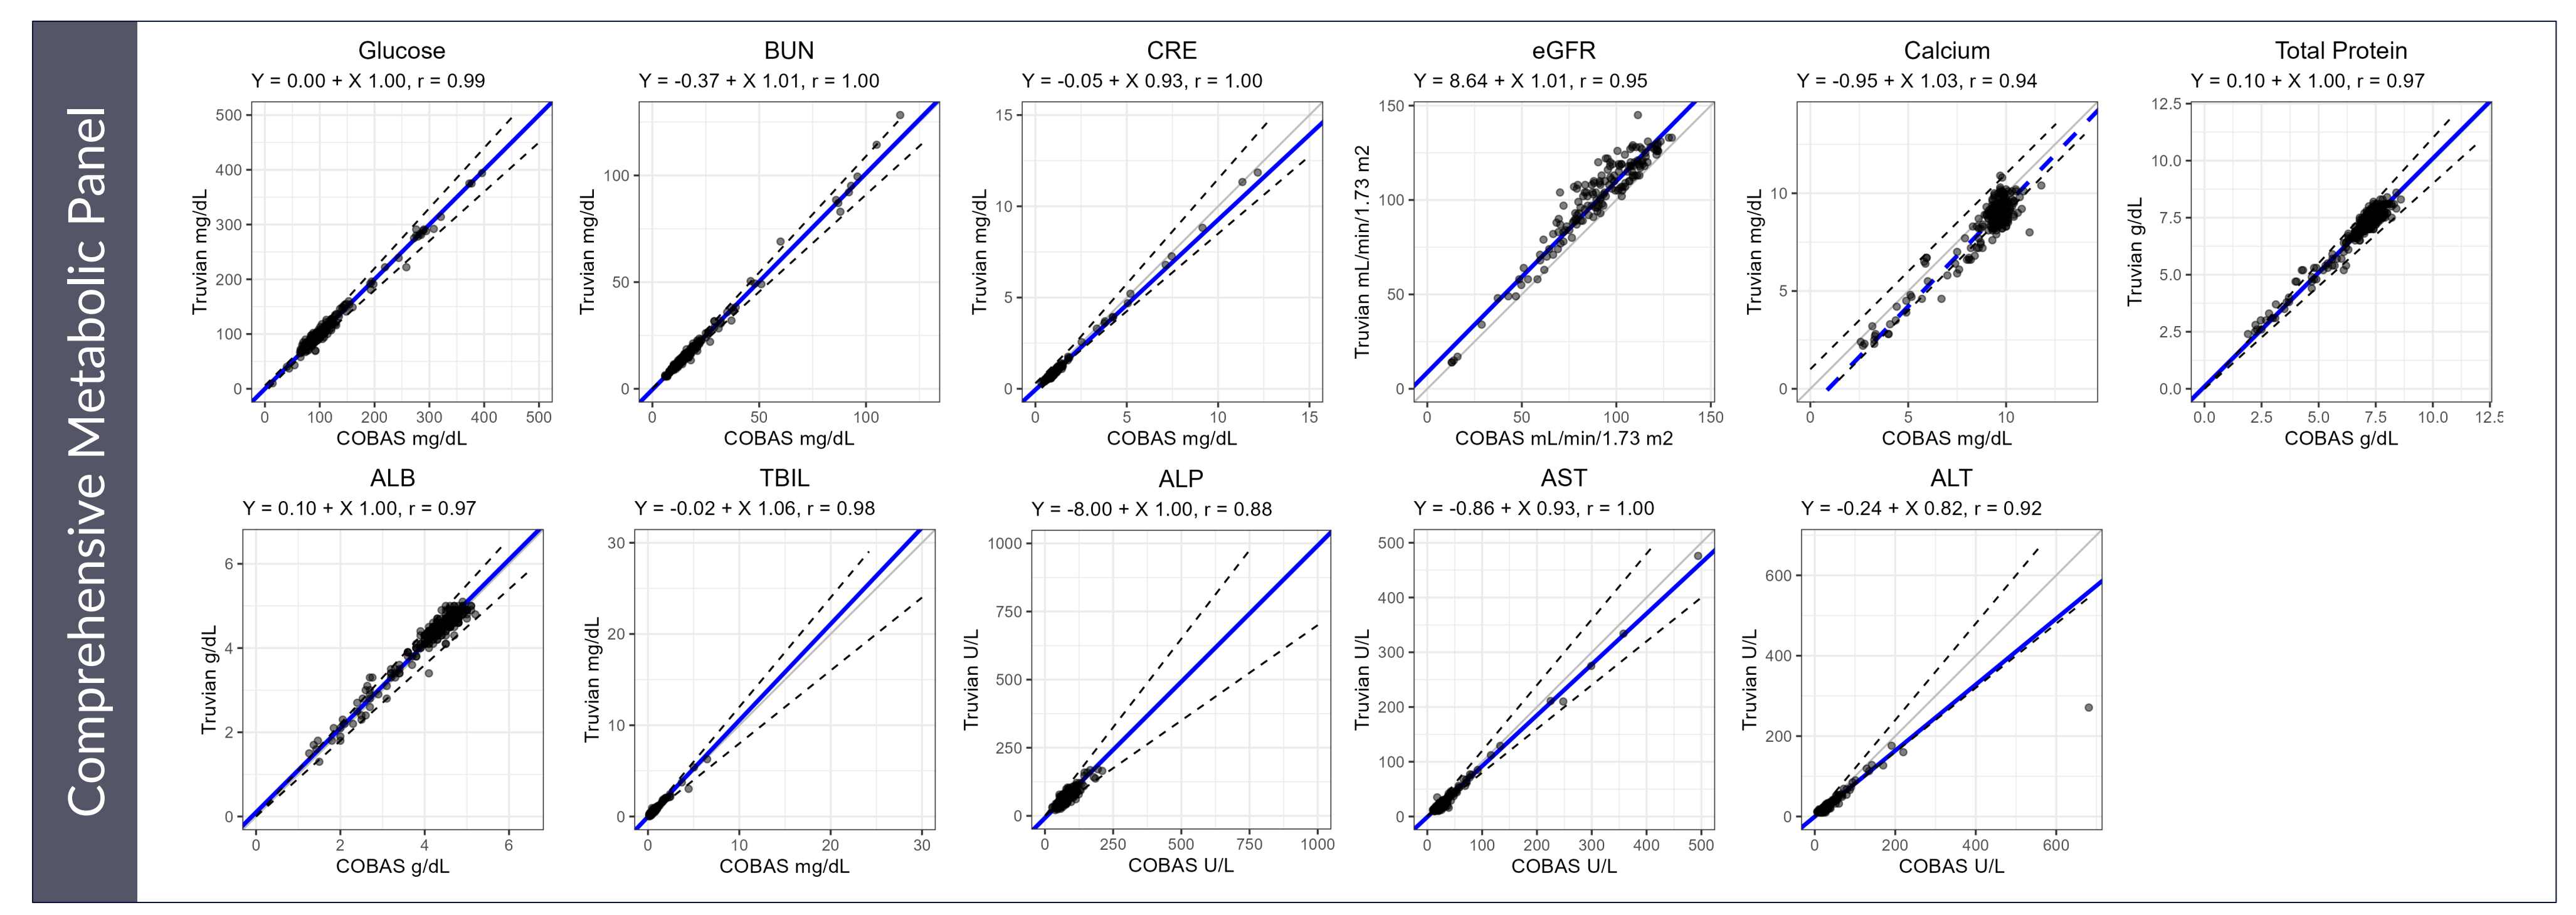 Comprehensive Metabolic Panel
Glucose
Y = 0.00 + X 1.00, r = 0.99
500
400
300
200
100
0
Truvian mg/dL
0 100 200 300 400 500
COBAS mg/dL
BUN
Y = -0.37 + X 1.01, r = 1.00
100
50
0
Truvian mg/dL
0 50 100
COBAS mg/dL
CRE
Y = -0.05 + X 0.93, r = 1.00
15
10
5
0
Truvian mg/dL
0 5 10 15
COBAS mg/dL
eGFR
Y = 8.64 + X 1.01, r = 0.95
150
100
50
0
Truvian mL/min/1.73 m2
0 50 100 150
COBAS mL/min/1.73 m2
Calcium
Y = -0.95 + X 1.03, r = 0.94
10
5
0
Truvian mg/dL
0 5 10
COBAS mg/dL
Total Protein
Y = 0.10 + X 1.00, r = 0.97
12.5
10.0
7.5
5.0
2.5
0.0
Truvian g/dL
0.0 2.5 5.0 7.5 10.0 12.5
COBAS g/dL
ALB
Y = 0.10 + X 1.00, r = 0.97
6
4
2
0
Truvian g/dL
0 2 4 6
COBAS g/dL
TBIL
Y = -0.02 + X 1.06, r = 0.98
30
20
10
0
Truvian mg/dL
0 10 20 30
COBAS mg/dL
ALP
Y = -8.00 + X 1.00, r = 0.88
1000
750
500
250
0
Truvian U/L
0 250 500 750 1000
COBAS U/L
AST
Y = -0.86 + X 0.93, r = 1.00
500
400
300
200
100
0
Truvian U/L
0 100 200 300 400 500
COBAS U/L
ALT
Y = -0.24 + X 0.82, r = 0.92
600
400
200
0
Truvian U/L
0 200 400 600
COBAS U/L